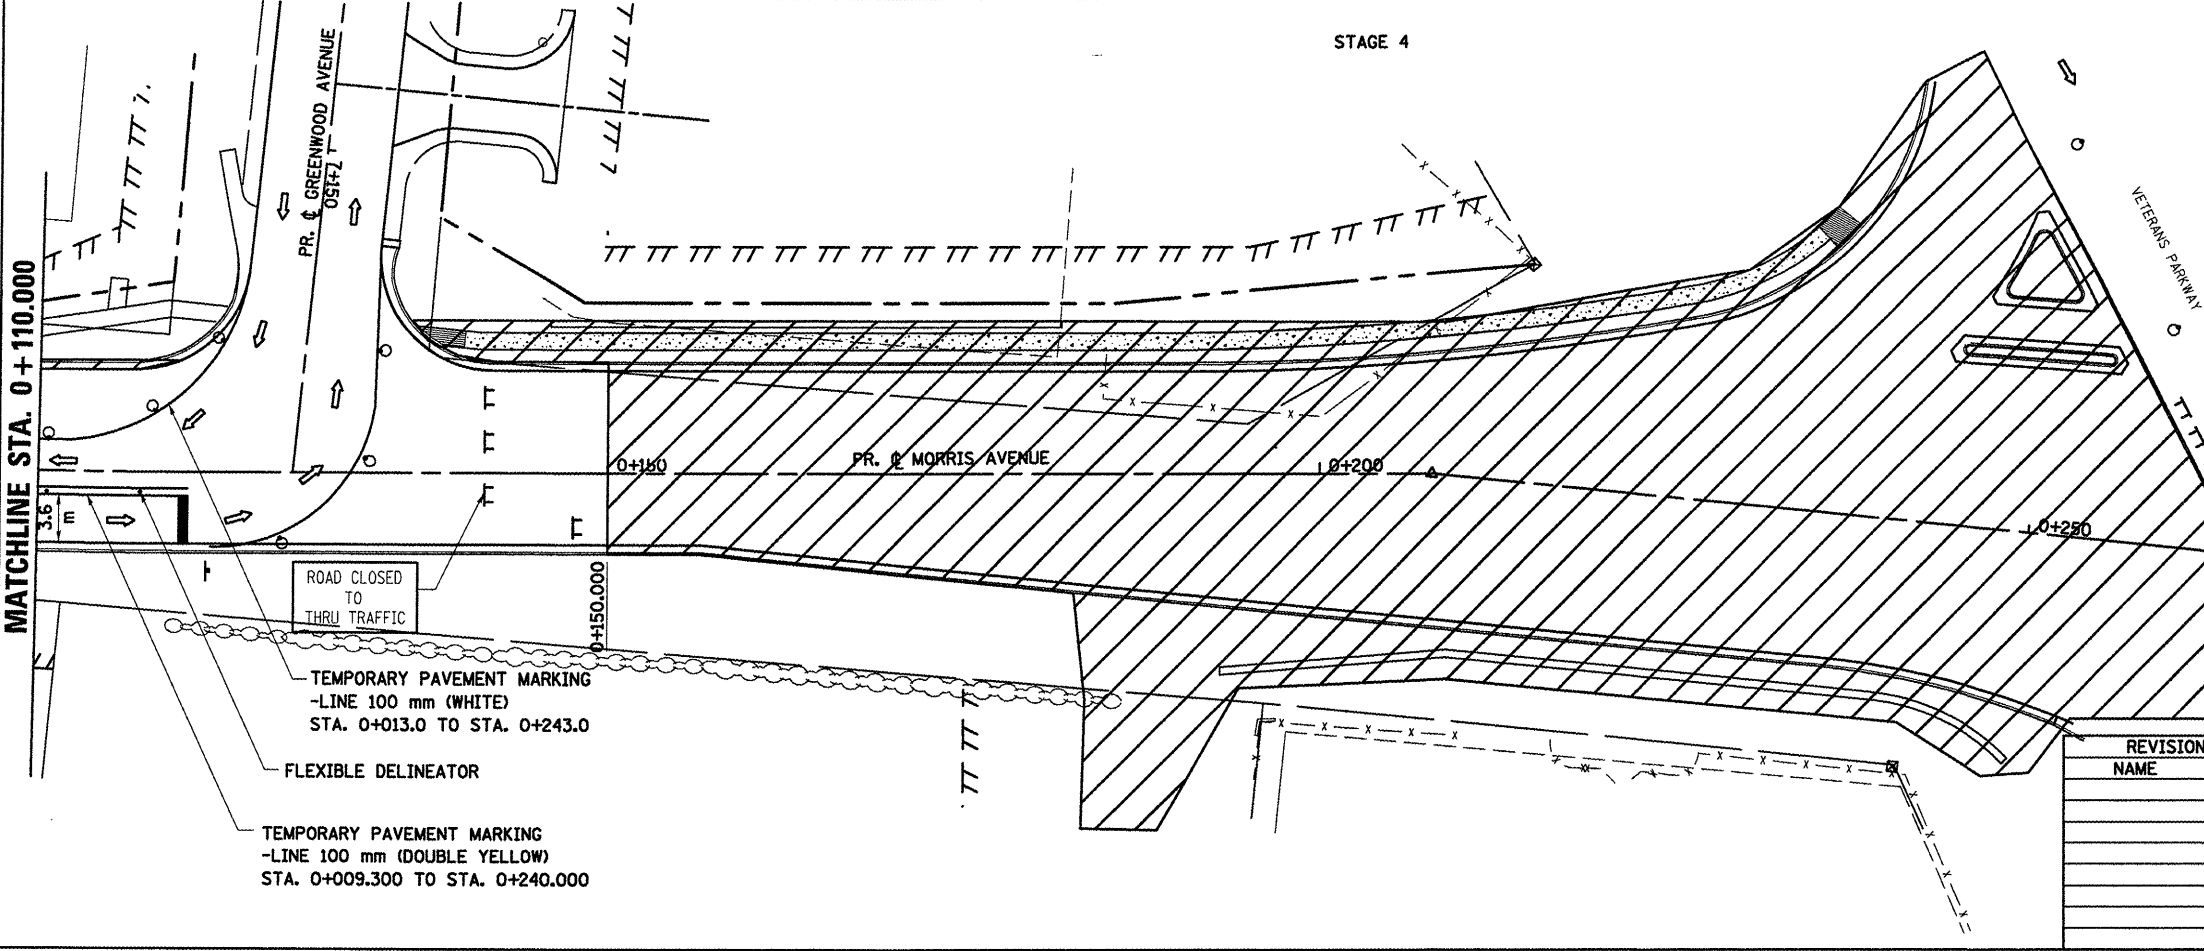 STAGE 4
PR. ℄ GREENWOOD AVENUE
7+150
VETERANS PARKWAY
MATCHLINE STA. 0+110.000
3.6 m
0+150
PR. ℄ MORRIS AVENUE
0+200
0+250
ROAD CLOSED
TO
THRU TRAFFIC
0+150.000
TEMPORARY PAVEMENT MARKING
-LINE 100 mm (WHITE)
STA. 0+013.0 TO STA. 0+243.0
FLEXIBLE DELINEATOR
TEMPORARY PAVEMENT MARKING
-LINE 100 mm (DOUBLE YELLOW)
STA. 0+009.300 TO STA. 0+240.000
REVISION
NAME